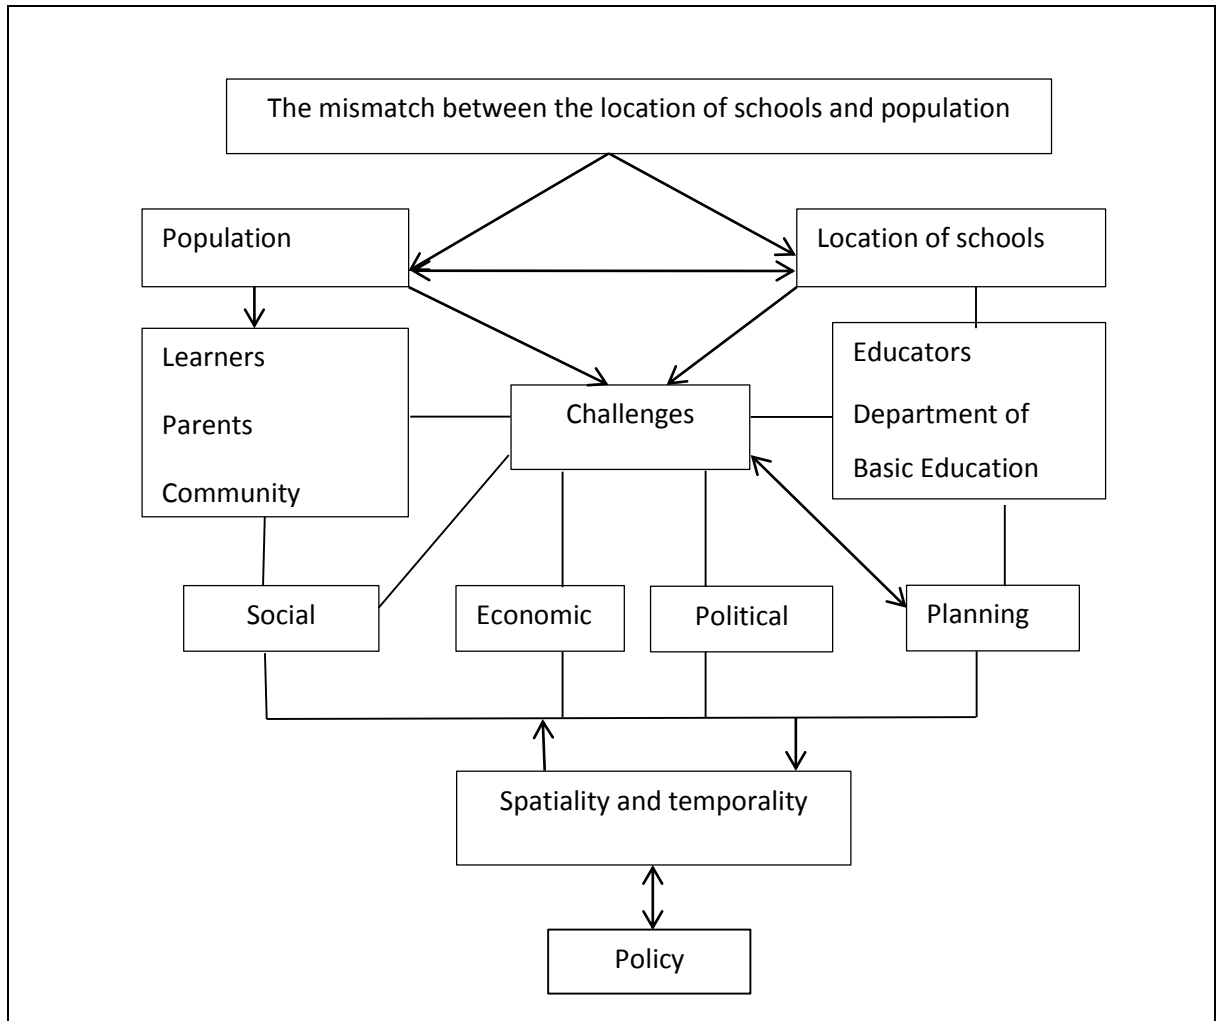 The mismatch between the location of schools and population
Population
Location of schools
Learners
Parents
Community
Challenges
Educators
Department of
Basic Education
Social
Economic
Political
Planning
Spatiality and temporality
Policy